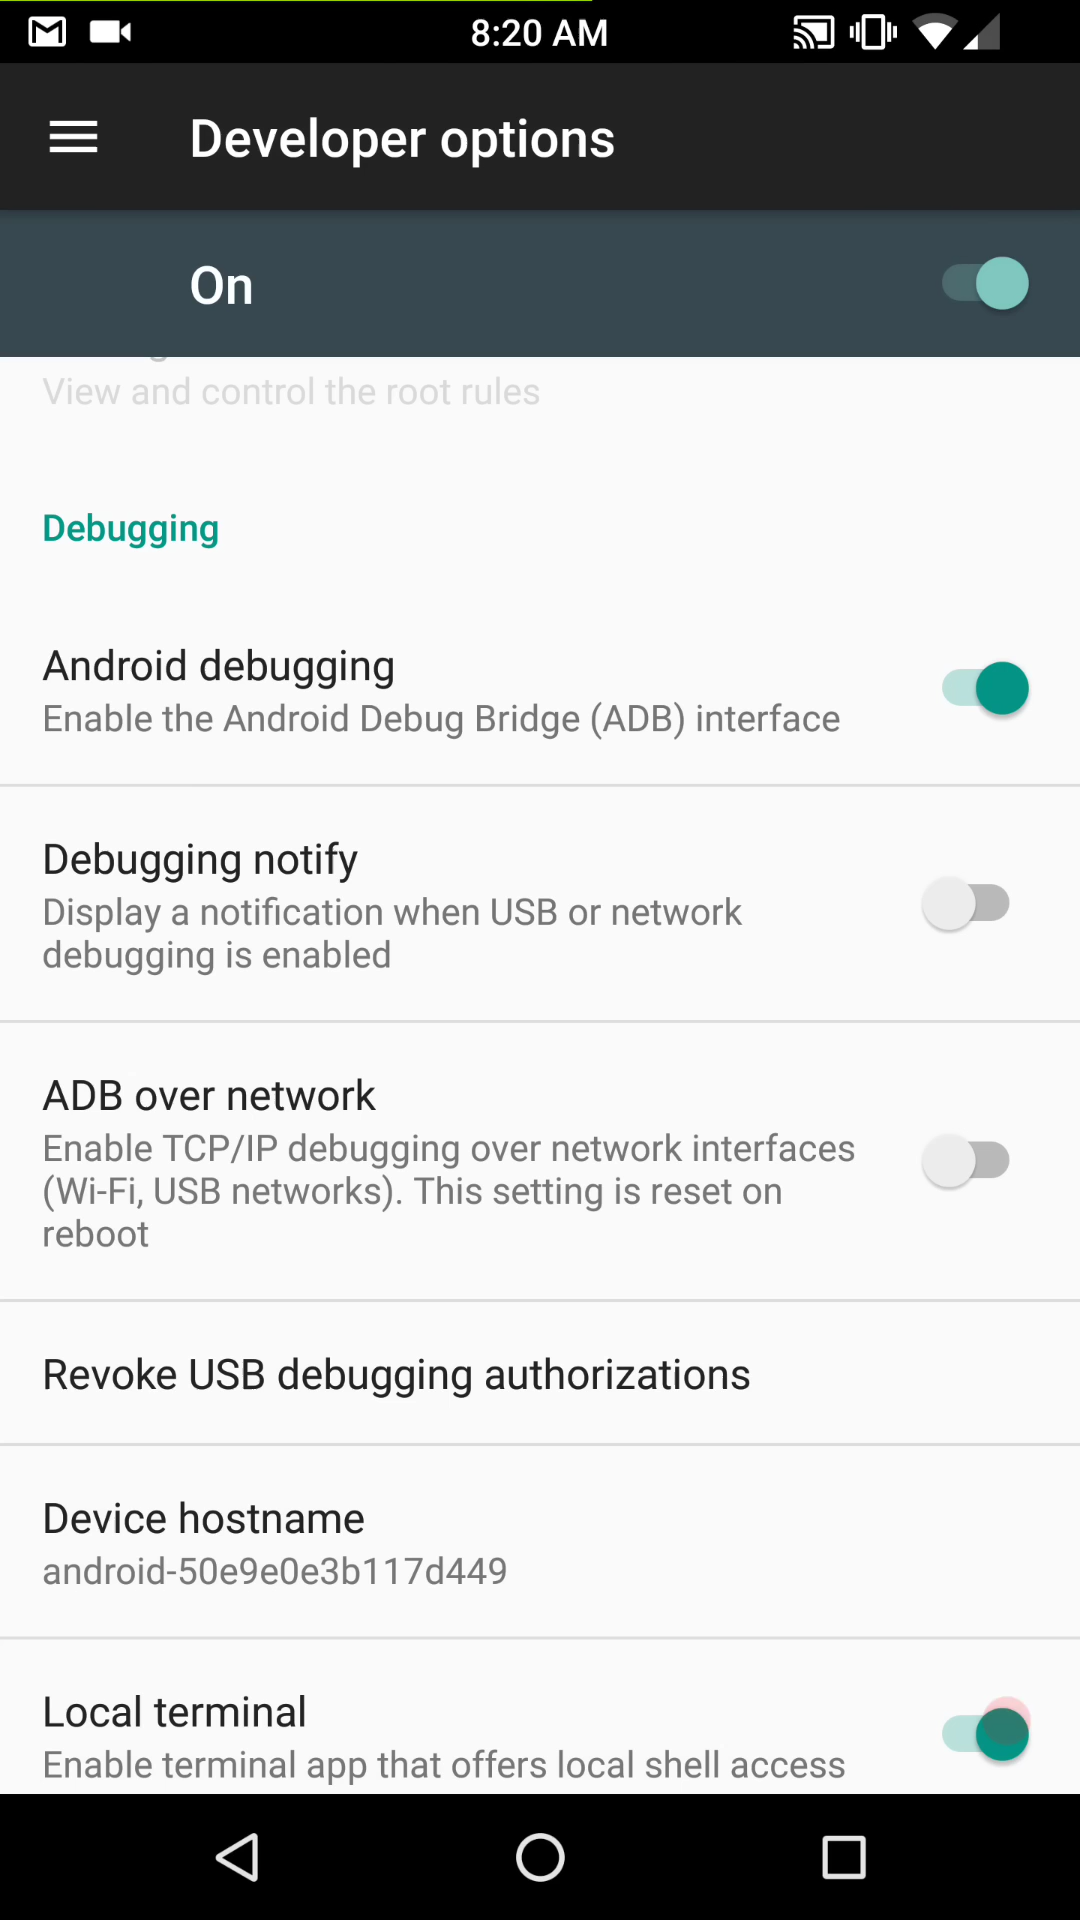 8:20 AM
Developer options
On
View and control the root rules
Debugging
Android debugging
Enable the Android Debug Bridge (ADB) interface
Debugging notify
Display a notification when USB or network
debugging is enabled
ADB over network
Enable TCP/IP debugging over network interfaces
(Wi-Fi, USB networks). This setting is reset on
reboot
Revoke USB debugging authorizations
Device hostname
android-50e9e0e3b117d449
Local terminal
Enable terminal app that offers local shell access